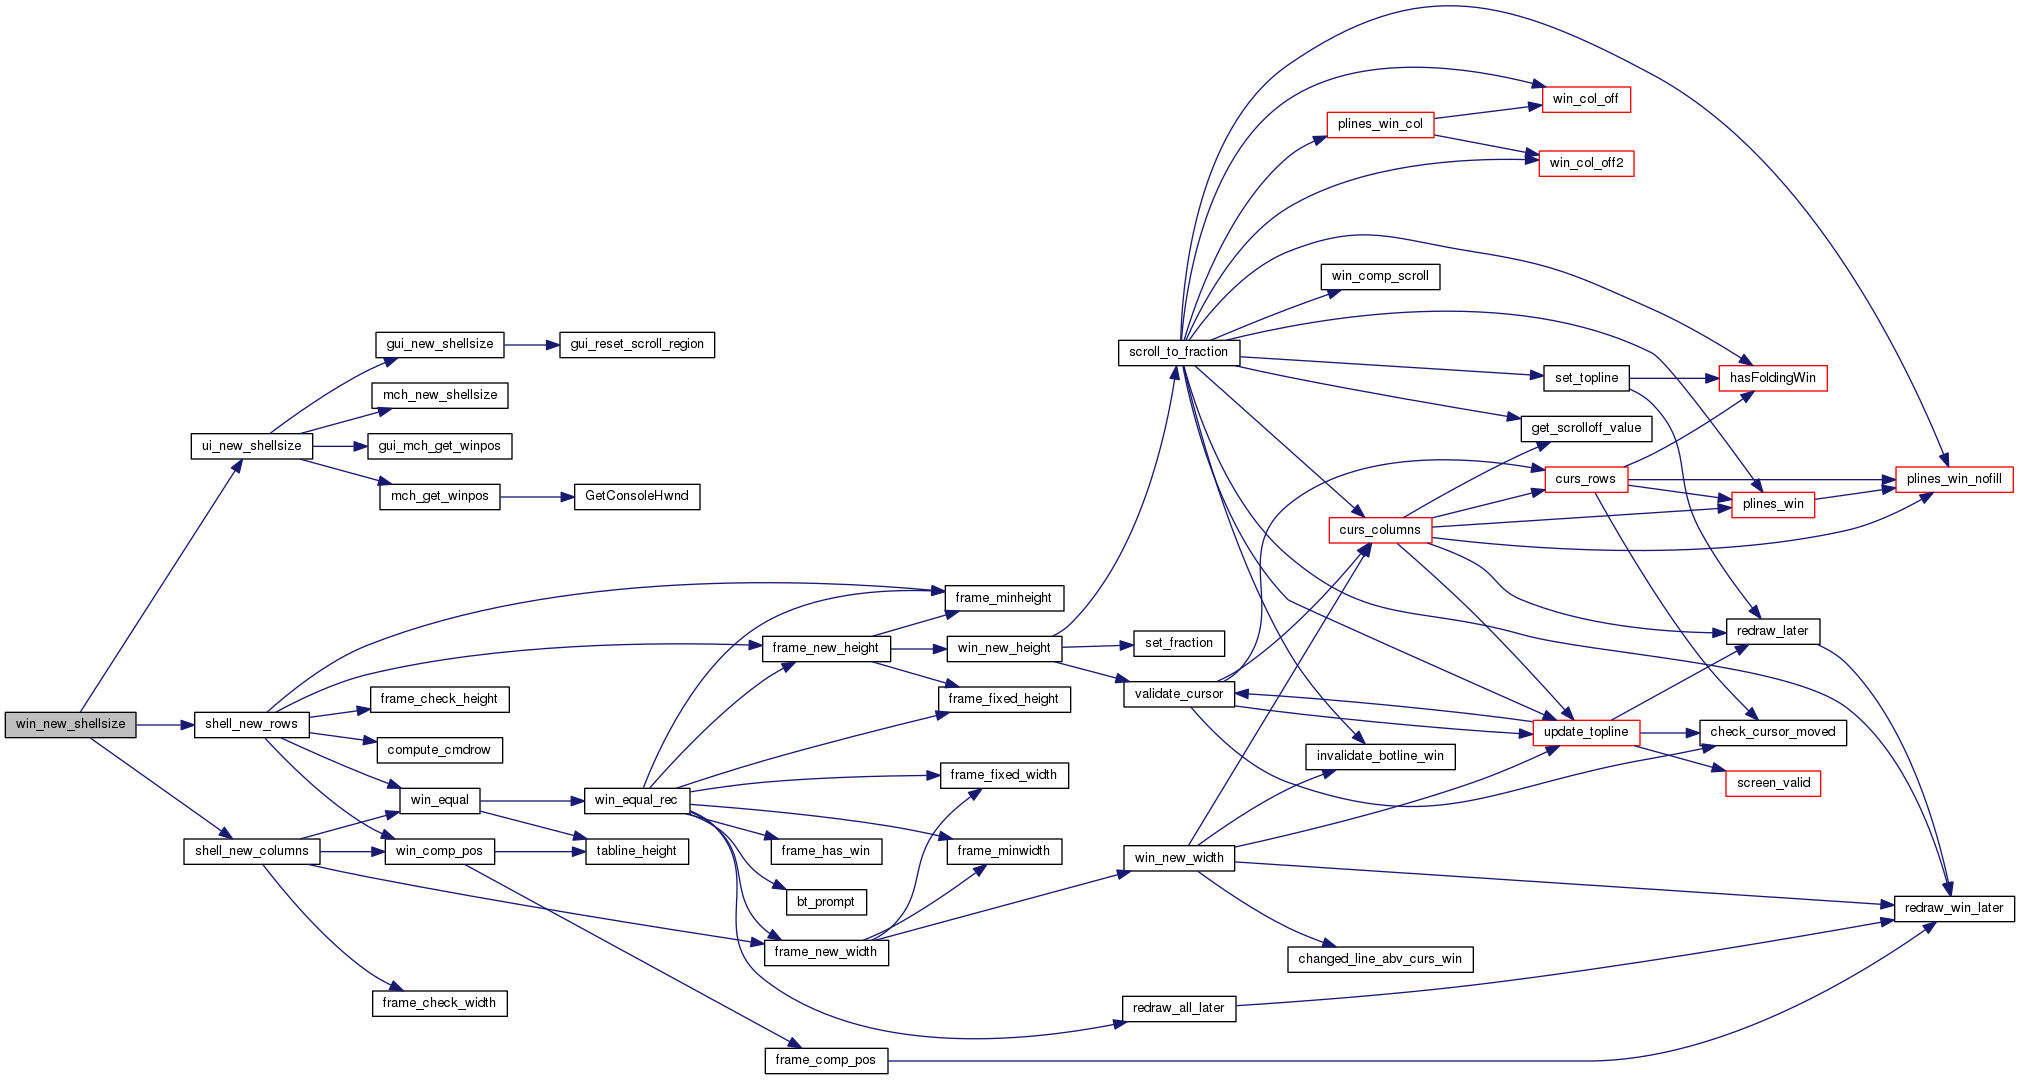 win_new_shellsize
ui_new_shellsize
shell_new_rows
shell_new_columns
gui_new_shellsize
mch_new_shellsize
gui_mch_get_winpos
mch_get_winpos
frame_check_height
compute_cmdrow
win_equal
win_comp_pos
frame_check_width
gui_reset_scroll_region
GetConsoleHwnd
win_equal_rec
tabline_height
frame_new_height
frame_has_win
bt_prompt
frame_new_width
frame_comp_pos
frame_minheight
win_new_height
frame_fixed_height
frame_fixed_width
frame_minwidth
scroll_to_fraction
set_fraction
validate_cursor
win_new_width
redraw_all_later
plines_win_col
win_comp_scroll
curs_columns
invalidate_botline_win
changed_line_abv_curs_win
win_col_off
win_col_off2
set_topline
get_scrolloff_value
curs_rows
update_topline
hasFoldingWin
plines_win
redraw_later
check_cursor_moved
screen_valid
plines_win_nofill
redraw_win_later